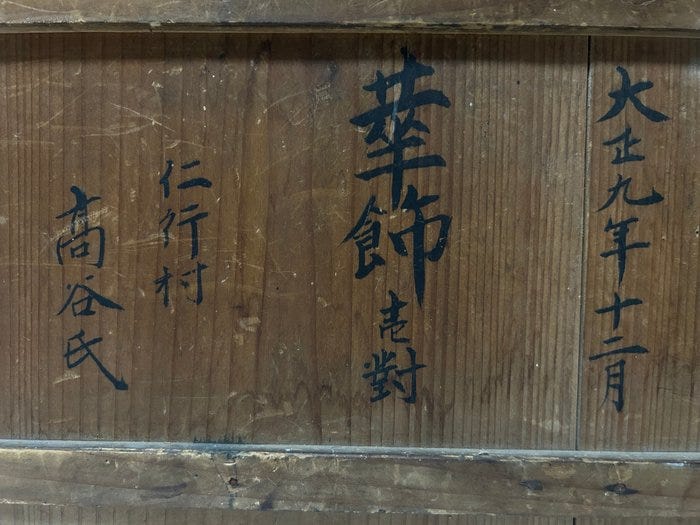 大正九年十二月
華飾壱對
仁行村
高谷氏